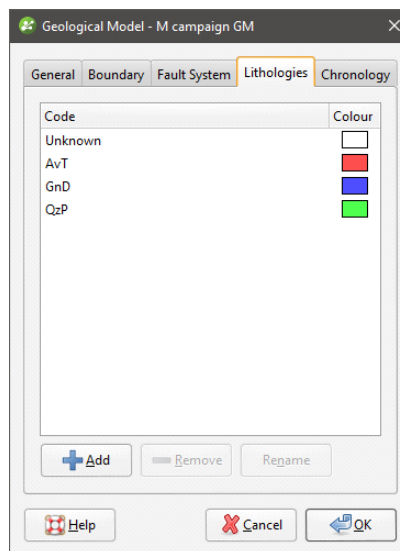 Geological Model - M campaign GM
General Boundary Fault System Lithologies Chronology
Code Colour
Unknown
AvT
GnD
QzP
Add Remove Rename
Help Cancel OK